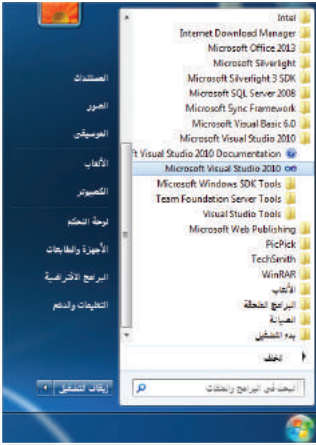 Intel
Internet Download Manager
Microsoft Office 2013
Microsoft Silverlight
Microsoft Silverlight 3 SDK
Microsoft SQL Server 2008
Microsoft Sync Framework
Microsoft Visual Basic 6.0
Microsoft Visual Studio 2010
t Visual Studio 2010 Documentation
Microsoft Visual Studio 2010
Microsoft Windows SDK Tools
Team Foundation Server Tools
Visual Studio Tools
Microsoft Web Publishing
PicPick
TechSmith
WinRAR
الألعاب
البرامج الملحقة
الصيانة
بدء التشغيل
الخلف
البحث في البرامج والملفات
المستندات
الصور
الموسيقى
الألعاب
الكمبيوتر
لوحة التحكم
الأجهزة والطابعات
البرامج الافتراضية
التعليمات والدعم
إيقاف التشغيل